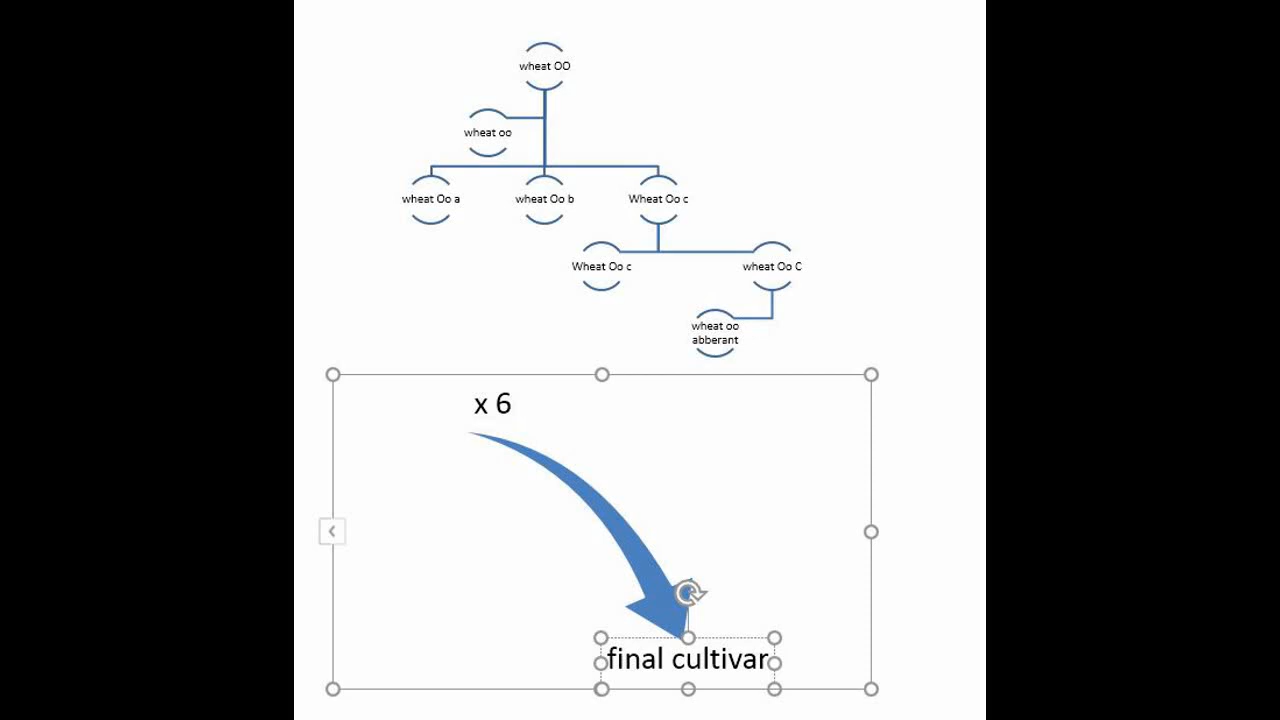 wheat OO
wheat oo
wheat Oo a
wheat Oo b
Wheat Oo c
Wheat Oo c
wheat Oo C
wheat oo
abberant
x 6
final cultivar